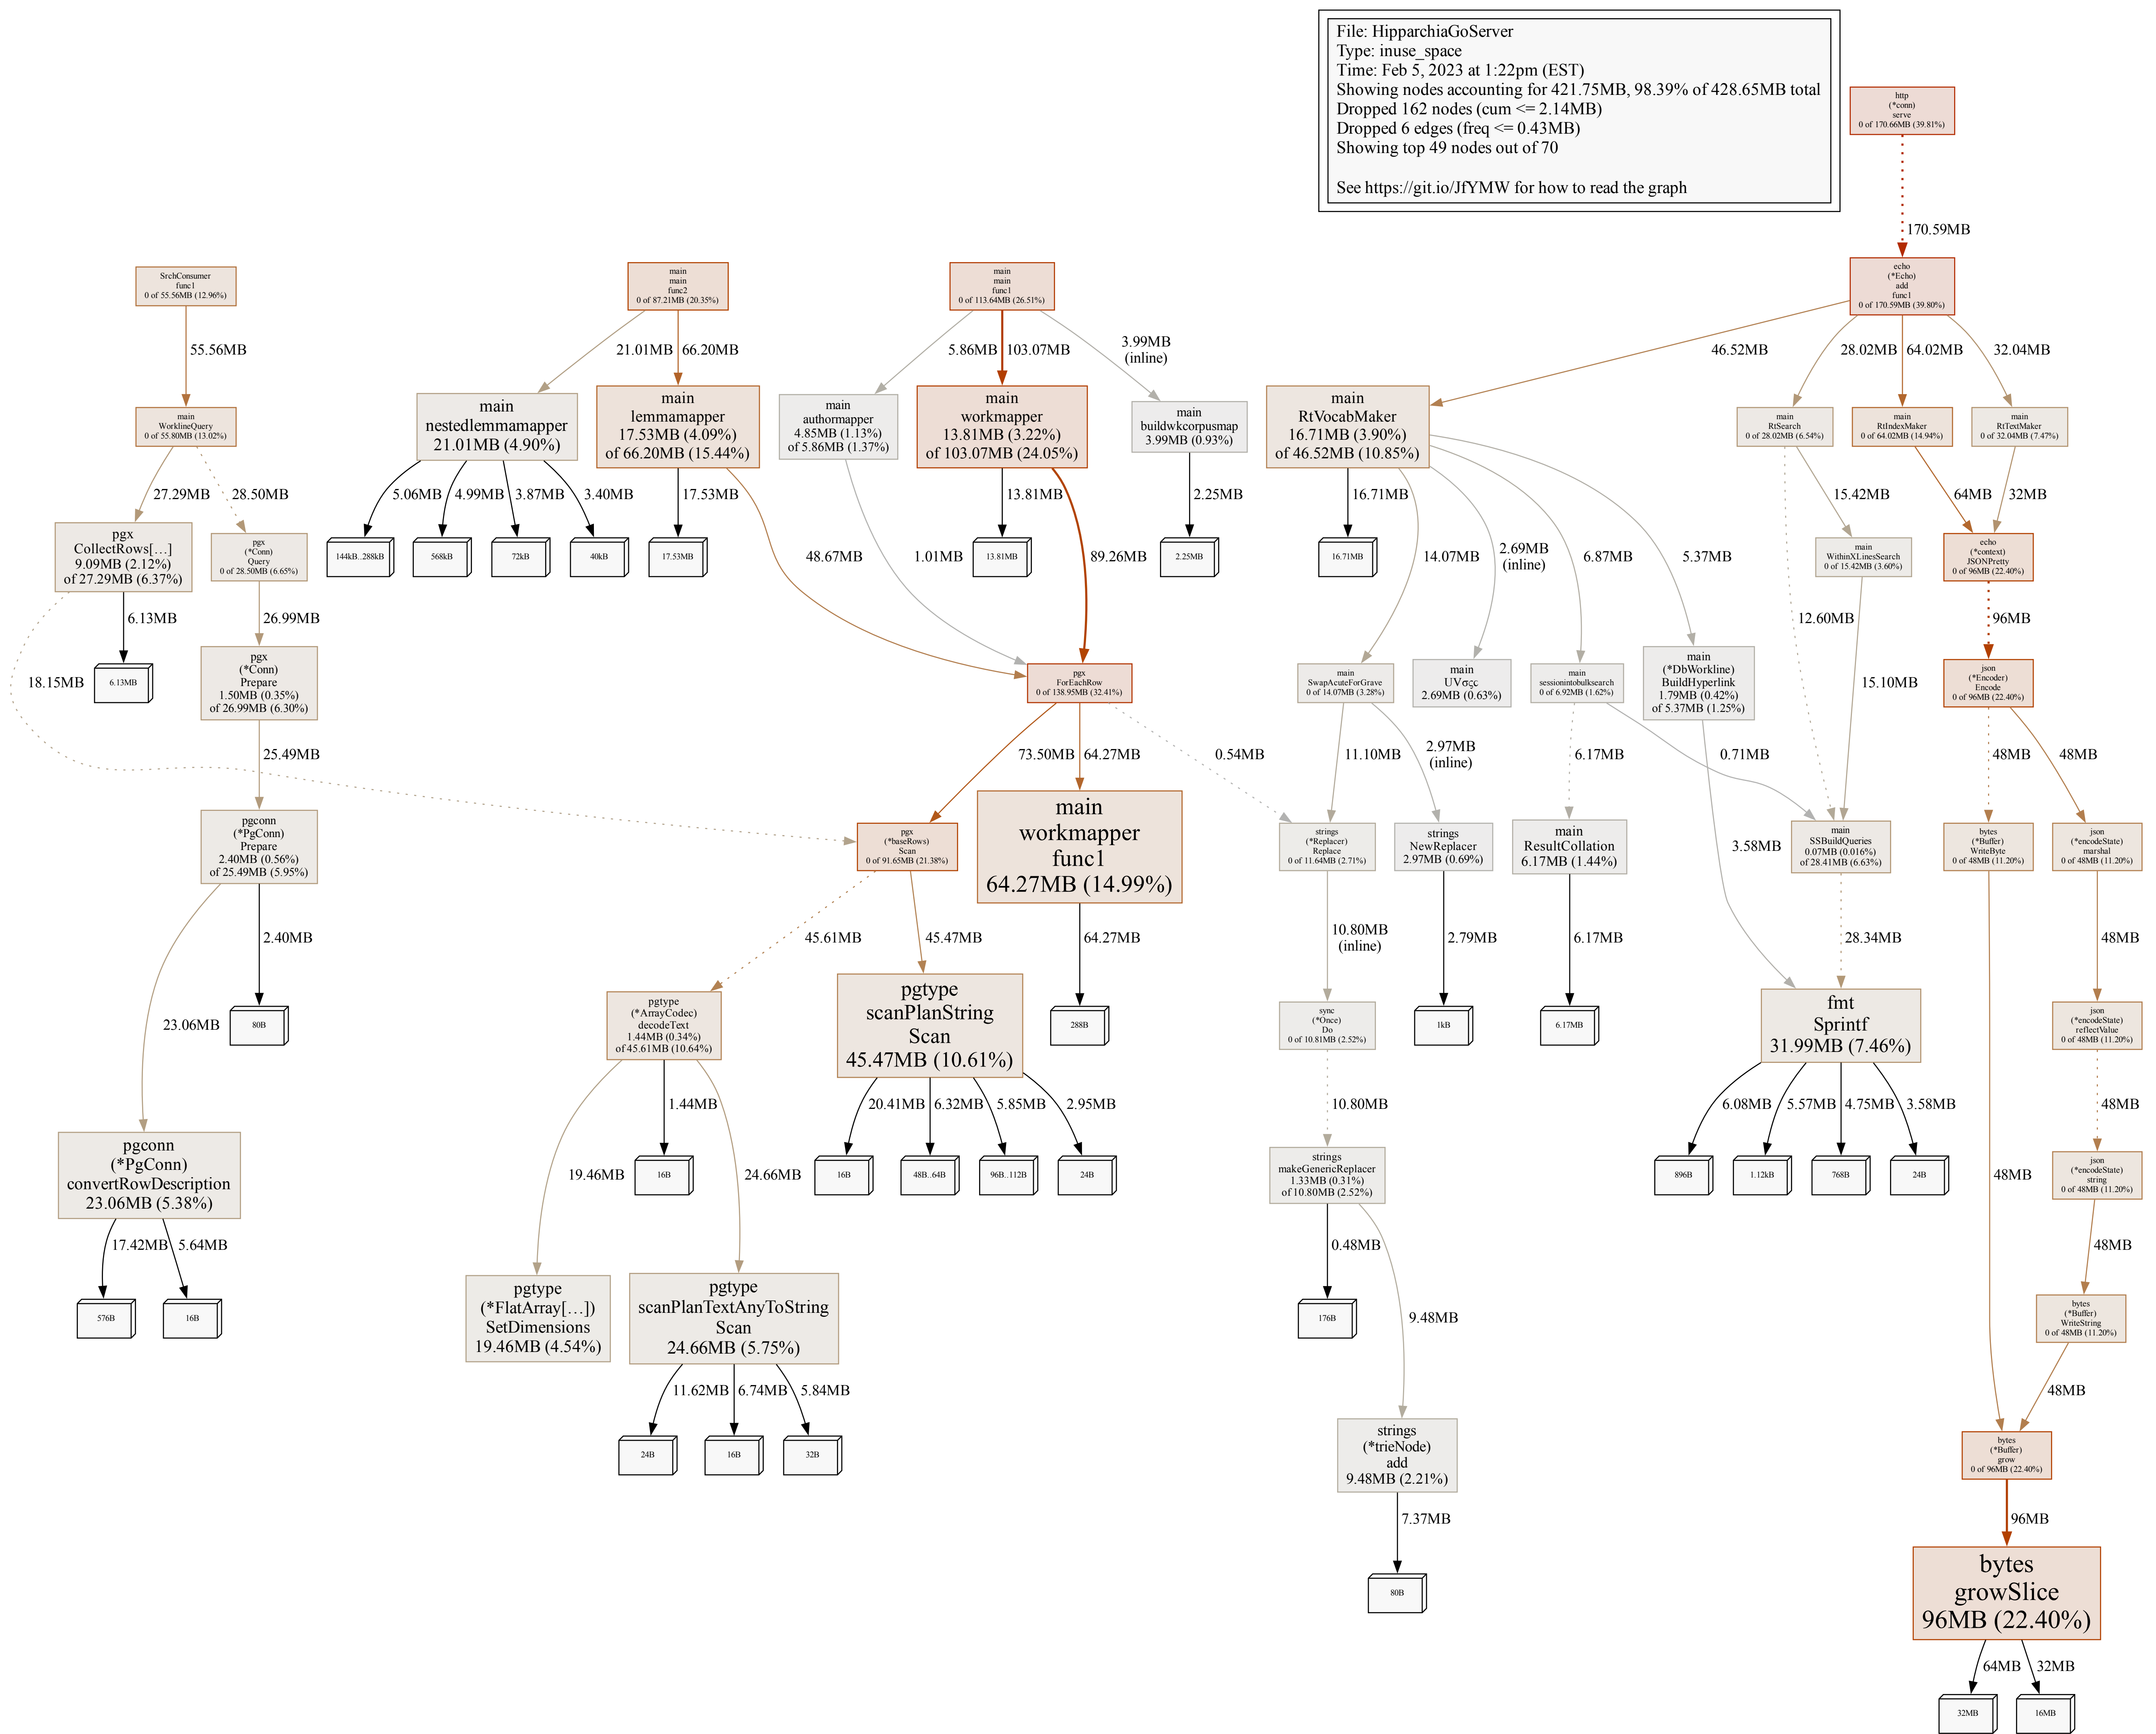 File: HipparchiaGoServer
Type: inuse_space
Time: Feb 5, 2023 at 1:22pm (EST)
Showing nodes accounting for 421.75MB, 98.39% of 428.65MB total
Dropped 162 nodes (cum <= 2.14MB)
Dropped 6 edges (freq <= 0.43MB)
Showing top 49 nodes out of 70
See https://git.io/JfYMW for how to read the graph
http
(*conn)
serve
0 of 170.66MB (39.81%)
170.59MB
SrchConsumer
func1
0 of 55.56MB (12.96%)
main
main
func2
0 of 87.21MB (20.35%)
main
main
func1
0 of 113.64MB (26.51%)
echo
(*Echo)
add
func1
0 of 170.59MB (39.80%)
55.56MB
21.01MB
66.20MB
5.86MB
103.07MB
3.99MB
(inline)
46.52MB
28.02MB
64.02MB
32.04MB
main
WorklineQuery
0 of 55.80MB (13.02%)
main
nestedlemmamapper
21.01MB (4.90%)
main
lemmamapper
17.53MB (4.09%)
of 66.20MB (15.44%)
main
authormapper
4.85MB (1.13%)
of 5.86MB (1.37%)
main
workmapper
13.81MB (3.22%)
of 103.07MB (24.05%)
main
buildwkcorpusmap
3.99MB (0.93%)
main
RtVocabMaker
16.71MB (3.90%)
of 46.52MB (10.85%)
main
RtSearch
0 of 28.02MB (6.54%)
main
RtIndexMaker
0 of 64.02MB (14.94%)
main
RtTextMaker
0 of 32.04MB (7.47%)
27.29MB
28.50MB
5.06MB
4.99MB
3.87MB
3.40MB
17.53MB
13.81MB
2.25MB
16.71MB
15.42MB
64MB
32MB
pgx
CollectRows[…]
9.09MB (2.12%)
of 27.29MB (6.37%)
pgx
(*Conn)
Query
0 of 28.50MB (6.65%)
144kB..288kB
568kB
72kB
40kB
17.53MB
48.67MB
1.01MB
13.81MB
89.26MB
2.25MB
16.71MB
14.07MB
2.69MB
(inline)
6.87MB
5.37MB
main
WithinXLinesSearch
0 of 15.42MB (3.60%)
echo
(*context)
JSONPretty
0 of 96MB (22.40%)
6.13MB
26.99MB
12.60MB
96MB
18.15MB
6.13MB
pgx
(*Conn)
Prepare
1.50MB (0.35%)
of 26.99MB (6.30%)
pgx
ForEachRow
0 of 138.95MB (32.41%)
main
SwapAcuteForGrave
0 of 14.07MB (3.28%)
main
UVσςϲ
2.69MB (0.63%)
main
sessionintobulksearch
0 of 6.92MB (1.62%)
main
(*DbWorkline)
BuildHyperlink
1.79MB (0.42%)
of 5.37MB (1.25%)
15.10MB
json
(*Encoder)
Encode
0 of 96MB (22.40%)
25.49MB
73.50MB
64.27MB
0.54MB
11.10MB
2.97MB
(inline)
6.17MB
0.71MB
48MB
48MB
pgconn
(*PgConn)
Prepare
2.40MB (0.56%)
of 25.49MB (5.95%)
pgx
(*baseRows)
Scan
0 of 91.65MB (21.38%)
main
workmapper
func1
64.27MB (14.99%)
strings
(*Replacer)
Replace
0 of 11.64MB (2.71%)
strings
NewReplacer
2.97MB (0.69%)
main
ResultCollation
6.17MB (1.44%)
3.58MB
main
SSBuildQueries
0.07MB (0.016%)
of 28.41MB (6.63%)
bytes
(*Buffer)
WriteByte
0 of 48MB (11.20%)
json
(*encodeState)
marshal
0 of 48MB (11.20%)
2.40MB
45.61MB
45.47MB
64.27MB
10.80MB
(inline)
2.79MB
6.17MB
28.34MB
48MB
23.06MB
80B
pgtype
(*ArrayCodec)
decodeText
1.44MB (0.34%)
of 45.61MB (10.64%)
pgtype
scanPlanString
Scan
45.47MB (10.61%)
288B
sync
(*Once)
Do
0 of 10.81MB (2.52%)
1kB
6.17MB
fmt
Sprintf
31.99MB (7.46%)
json
(*encodeState)
reflectValue
0 of 48MB (11.20%)
1.44MB
20.41MB
6.32MB
5.85MB
2.95MB
10.80MB
6.08MB
5.57MB
4.75MB
3.58MB
48MB
pgconn
(*PgConn)
convertRowDescription
23.06MB (5.38%)
19.46MB
16B
24.66MB
16B
48B..64B
96B..112B
24B
strings
makeGenericReplacer
1.33MB (0.31%)
of 10.80MB (2.52%)
896B
1.12kB
768B
24B
48MB
json
(*encodeState)
string
0 of 48MB (11.20%)
17.42MB
5.64MB
0.48MB
48MB
576B
16B
pgtype
(*FlatArray[…])
SetDimensions
19.46MB (4.54%)
pgtype
scanPlanTextAnyToString
Scan
24.66MB (5.75%)
176B
9.48MB
bytes
(*Buffer)
WriteString
0 of 48MB (11.20%)
11.62MB
6.74MB
5.84MB
48MB
24B
16B
32B
strings
(*trieNode)
add
9.48MB (2.21%)
bytes
(*Buffer)
grow
0 of 96MB (22.40%)
7.37MB
96MB
80B
bytes
growSlice
96MB (22.40%)
64MB
32MB
32MB
16MB